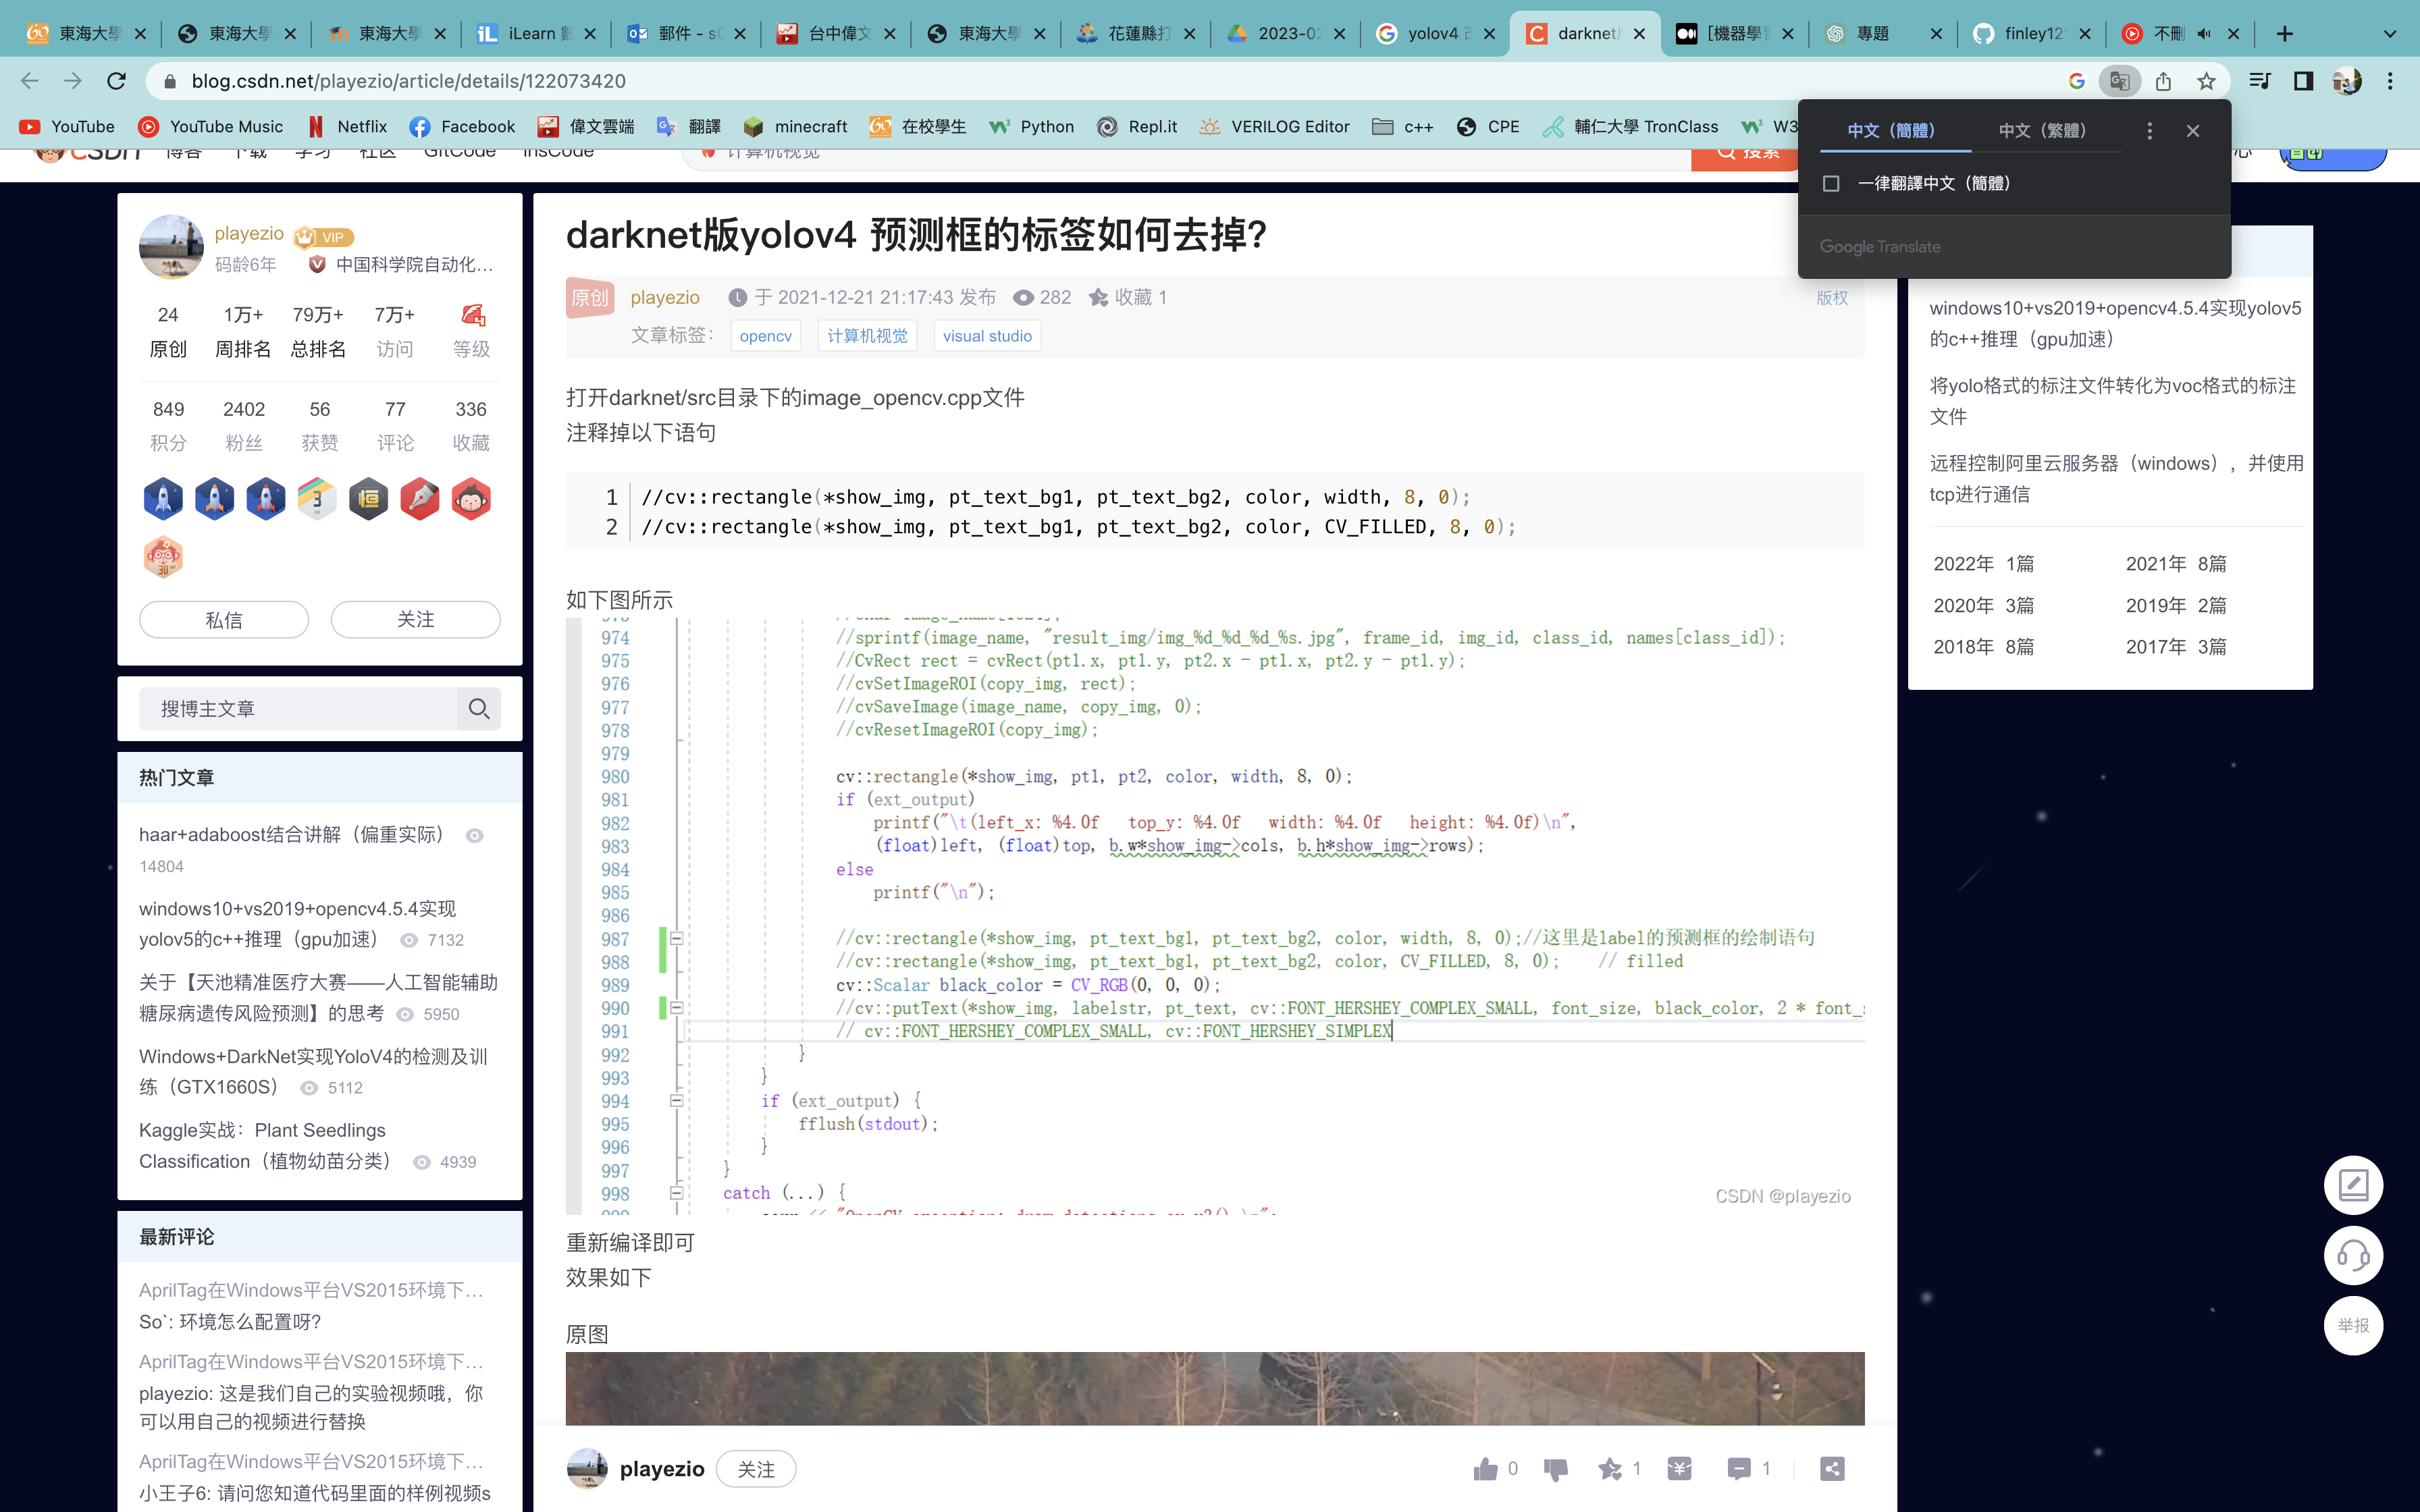 東海大學
東海大學
東海大學
iLearn 數
郵件 - s
台中偉文
東海大學
花蓮縣打
2023-02
yolov4 改
darknet
[機器學習
專題
finley12
不刪
blog.csdn.net/playezio/article/details/122073420
YouTube
YouTube Music
Netflix
Facebook
偉文雲端
翻譯
minecraft
在校學生
Python
Repl.it
VERILOG Editor
c++
CPE
輔仁大學 TronClass
W3
中文（簡體）
中文（繁體）
一律翻譯中文（簡體）
Google Translate
CSDN
博客
下载
学习
社区
GitCode
InsCode
计算机视觉
搜索
playezio
VIP
码龄6年
中国科学院自动化…
24
1万+
79万+
7万+
原创
周排名
总排名
访问
等级
849
2402
56
77
336
积分
粉丝
获赞
评论
收藏
私信
关注
搜博主文章
热门文章
haar+adaboost结合讲解（偏重实际）
14804
windows10+vs2019+opencv4.5.4实现
yolov5的c++推理（gpu加速） 7132
关于【天池精准医疗大赛——人工智能辅助
糖尿病遗传风险预测】的思考 5950
Windows+DarkNet实现YoloV4的检测及训
练（GTX1660S） 5112
Kaggle实战：Plant Seedlings
Classification（植物幼苗分类） 4939
最新评论
AprilTag在Windows平台VS2015环境下…
So`: 环境怎么配置呀?
AprilTag在Windows平台VS2015环境下…
playezio: 这是我们自己的实验视频哦，你
可以用自己的视频进行替换
AprilTag在Windows平台VS2015环境下…
小王子6: 请问您知道代码里面的样例视频s
darknet版yolov4 预测框的标签如何去掉?
原创 playezio 于 2021-12-21 21:17:43 发布 282 收藏 1
版权
文章标签： opencv 计算机视觉 visual studio
打开darknet/src目录下的image_opencv.cpp文件
注释掉以下语句
1 //cv::rectangle(*show_img, pt_text_bg1, pt_text_bg2, color, width, 8, 0);
2 //cv::rectangle(*show_img, pt_text_bg1, pt_text_bg2, color, CV_FILLED, 8, 0);
如下图所示
974 //sprintf(image_name, "result_img/img_%d_%d_%d_%s.jpg", frame_id, img_id, class_id, names[class_id]);
975 //CvRect rect = cvRect(pt1.x, pt1.y, pt2.x - pt1.x, pt2.y - pt1.y);
976 //cvSetImageROI(copy_img, rect);
977 //cvSaveImage(image_name, copy_img, 0);
978 //cvResetImageROI(copy_img);
979
980 cv::rectangle(*show_img, pt1, pt2, color, width, 8, 0);
981 if (ext_output)
982 printf("\t(left_x: %4.0f   top_y: %4.0f   width: %4.0f   height: %4.0f)\n",
983 (float)left, (float)top, b.w*show_img->cols, b.h*show_img->rows);
984 else
985 printf("\n");
986
987 //cv::rectangle(*show_img, pt_text_bg1, pt_text_bg2, color, width, 8, 0);//这里是label的预测框的绘制语句
988 //cv::rectangle(*show_img, pt_text_bg1, pt_text_bg2, color, CV_FILLED, 8, 0);    // filled
989 cv::Scalar black_color = CV_RGB(0, 0, 0);
990 //cv::putText(*show_img, labelstr, pt_text, cv::FONT_HERSHEY_COMPLEX_SMALL, font_size, black_color, 2 * font_
991 // cv::FONT_HERSHEY_COMPLEX_SMALL, cv::FONT_HERSHEY_SIMPLEX
992 }
993 }
994 if (ext_output) {
995 fflush(stdout);
996 }
997 }
998 catch (...) {
CSDN @playezio
重新编译即可
效果如下
原图
playezio
关注
0
1
1
windows10+vs2019+opencv4.5.4实现yolov5
的c++推理（gpu加速）
将yolo格式的标注文件转化为voc格式的标注
文件
远程控制阿里云服务器（windows），并使用
tcp进行通信
2022年 1篇
2021年 8篇
2020年 3篇
2019年 2篇
2018年 8篇
2017年 3篇
举报